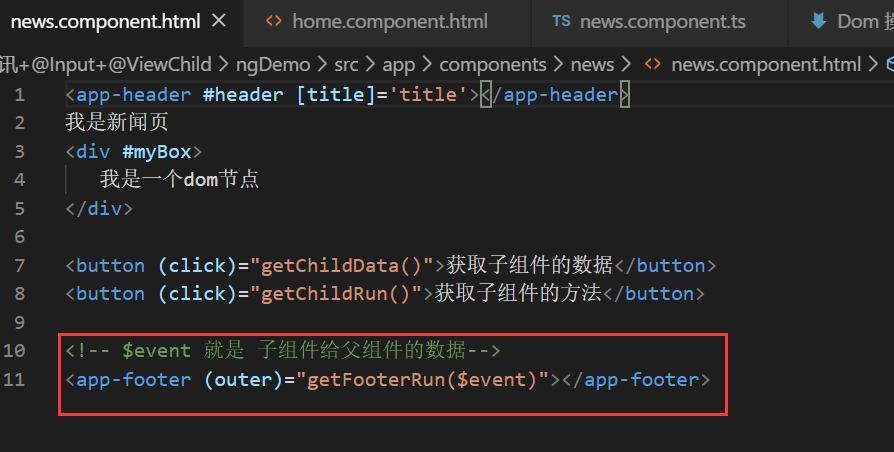 news.component.html × <> home.component.html TS news.component.ts Dom
讯+@Input+@ViewChild > ngDemo > src > app > components > news > <> news.component.html >
1 <app-header #header [title]='title'></app-header>
2 我是新闻页
3 <div #myBox>
4 我是一个dom节点
5 </div>
6
7 <button (click)="getChildData()">获取子组件的数据</button>
8 <button (click)="getChildRun()">获取子组件的方法</button>
9
10 <!-- $event 就是 子组件给父组件的数据-->
11 <app-footer (outer)="getFooterRun($event)"></app-footer>